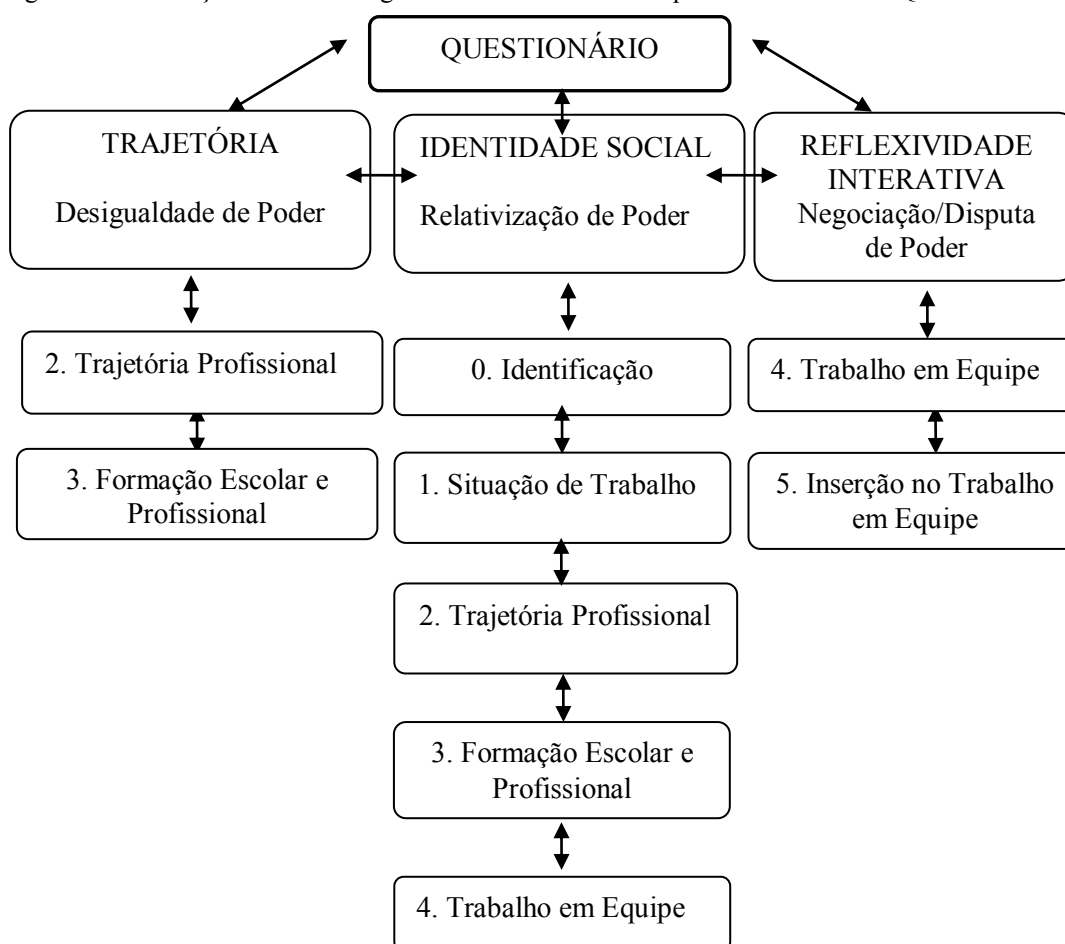 QUESTIONÁRIO
TRAJETÓRIA
Desigualdade de Poder
IDENTIDADE SOCIAL
Relativização de Poder
REFLEXIVIDADE
INTERATIVA
Negociação/Disputa
de Poder
2. Trajetória Profissional
0. Identificação
4. Trabalho em Equipe
3. Formação Escolar e
Profissional
1. Situação de Trabalho
5. Inserção no Trabalho
em Equipe
2. Trajetória Profissional
3. Formação Escolar e
Profissional
4. Trabalho em Equipe